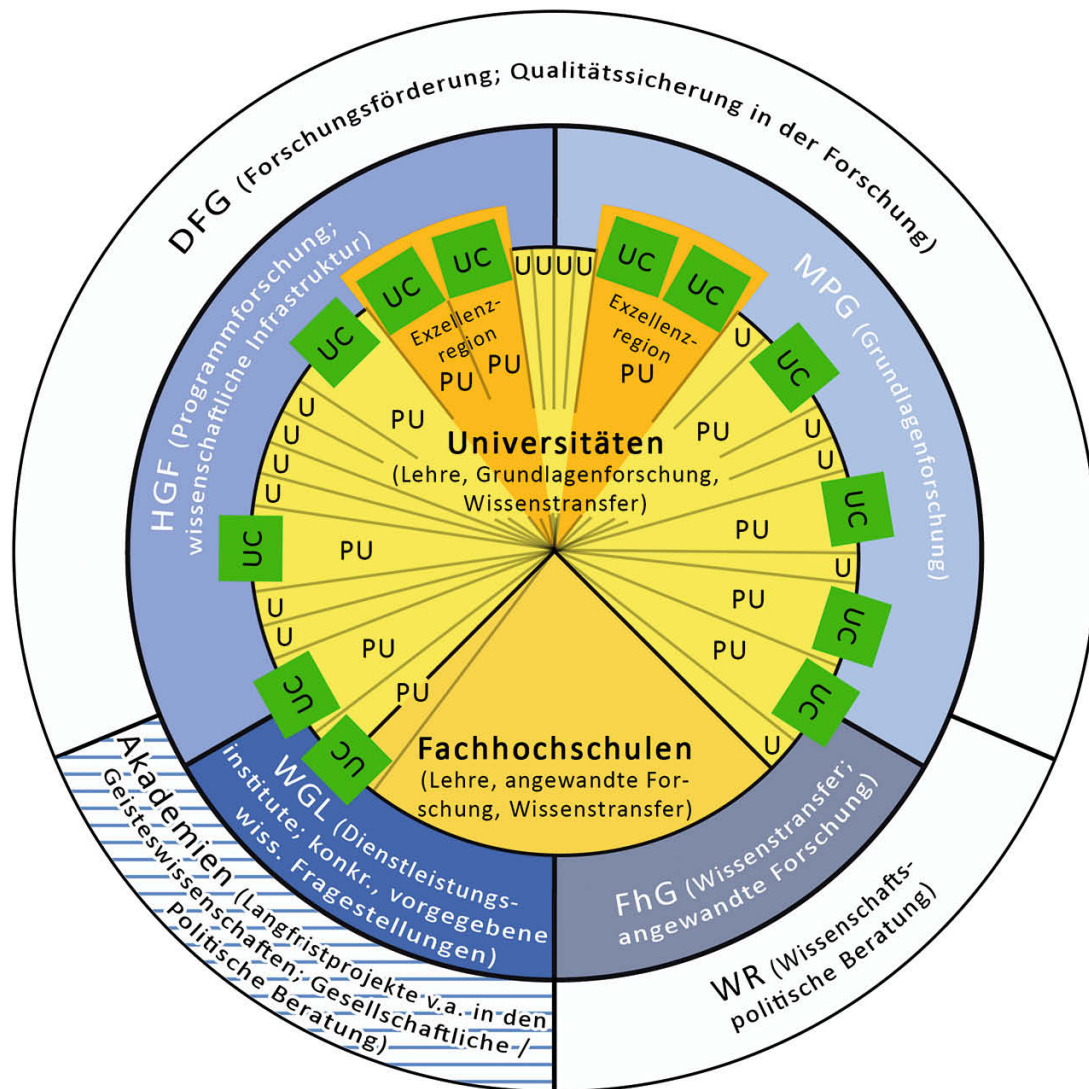 DFG (Forschungsförderung; Qualitätssicherung in der Forschung)
HGF (Programmforschung;
wissenschaftliche Infrastruktur)
MPG (Grundlagenforschung)
UC
UC
Exzellenz-
region
PU
PU
U
U
U
U
UC
UC
Exzellenz-
region
PU
UC
U
UC
PU
PU
U
U
U
U
U
U
Universitäten
(Lehre, Grundlagenforschung,
Wissenstransfer)
UC
PU
PU
UC
U
U
U
PU
PU
UC
UC
PU
PU
UC
UC
U
Fachhochschulen
(Lehre, angewandte For-
schung, Wissenstransfer)
WGL (Dienstleistungs-
institute; konkr., vorgegebene
wiss. Fragestellungen)
FhG (Wissenstransfer;
angewandte Forschung)
Akademien (Langfristprojekte v.a. in den
Geisteswissenschaften; Gesellschaftliche /
politische Beratung)
WR (Wissenschafts-
politische Beratung)